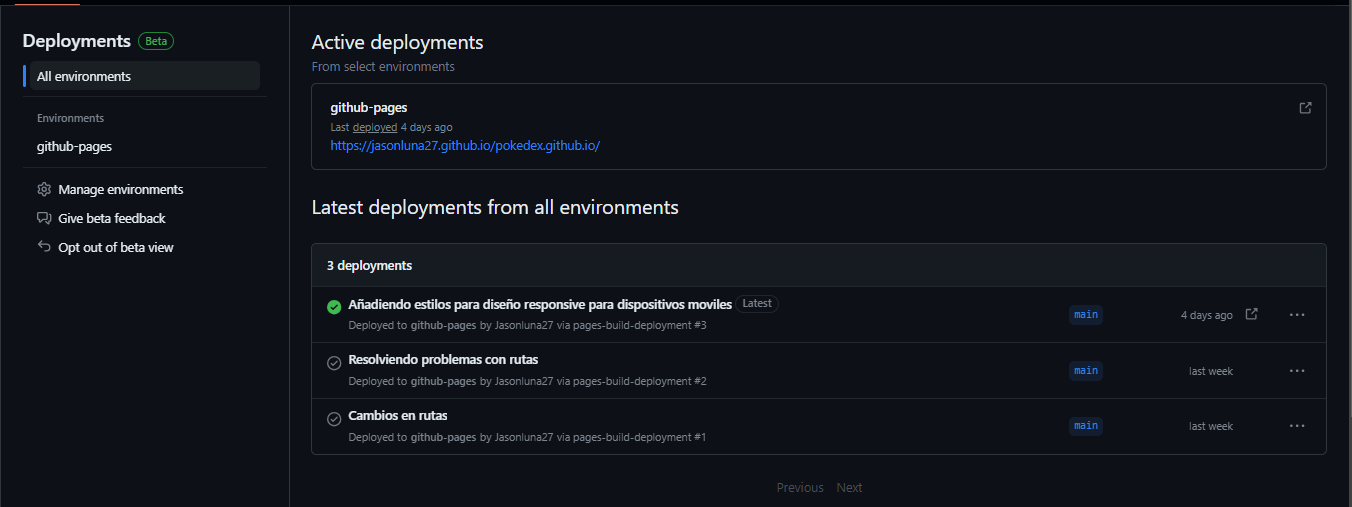 Deployments Beta
All environments
Environments
github-pages
Manage environments
Give beta feedback
Opt out of beta view
Active deployments
From select environments
github-pages
Last deployed 4 days ago
https://jasonluna27.github.io/pokedex.github.io/
Latest deployments from all environments
3 deployments
Añadiendo estilos para diseño responsive para dispositivos moviles Latest
Deployed to github-pages by Jasonluna27 via pages-build-deployment #3
main
4 days ago
Resolviendo problemas con rutas
Deployed to github-pages by Jasonluna27 via pages-build-deployment #2
main
last week
Cambios en rutas
Deployed to github-pages by Jasonluna27 via pages-build-deployment #1
main
last week
Previous Next